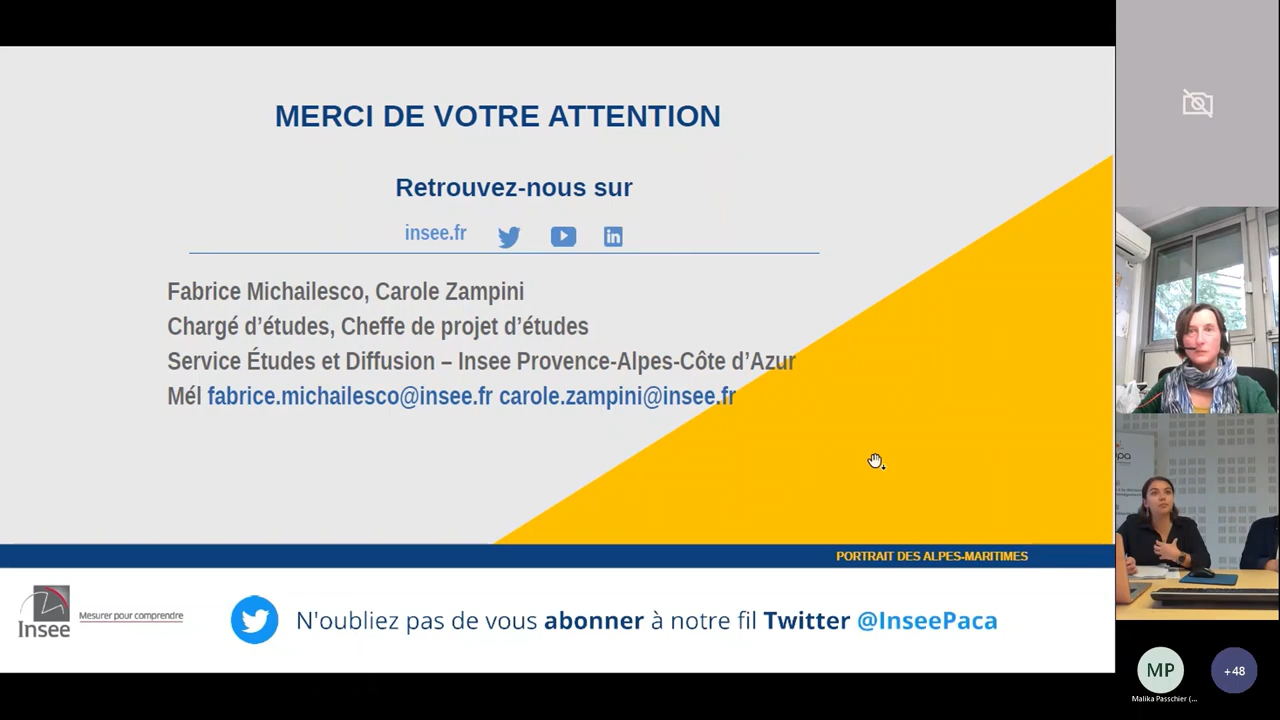 MERCI DE VOTRE ATTENTION
Retrouvez-nous sur
insee.fr
Fabrice Michailesco, Carole Zampini
Chargé d'études, Cheffe de projet d'études
Service Études et Diffusion – Insee Provence-Alpes-Côte d'Azur
Mél fabrice.michailesco@insee.fr carole.zampini@insee.fr
PORTRAIT DES ALPES-MARITIMES
Insee
Mesurer pour comprendre
N'oubliez pas de vous abonner à notre fil Twitter @InseePaca
MP
+48
Malika Passchier (...